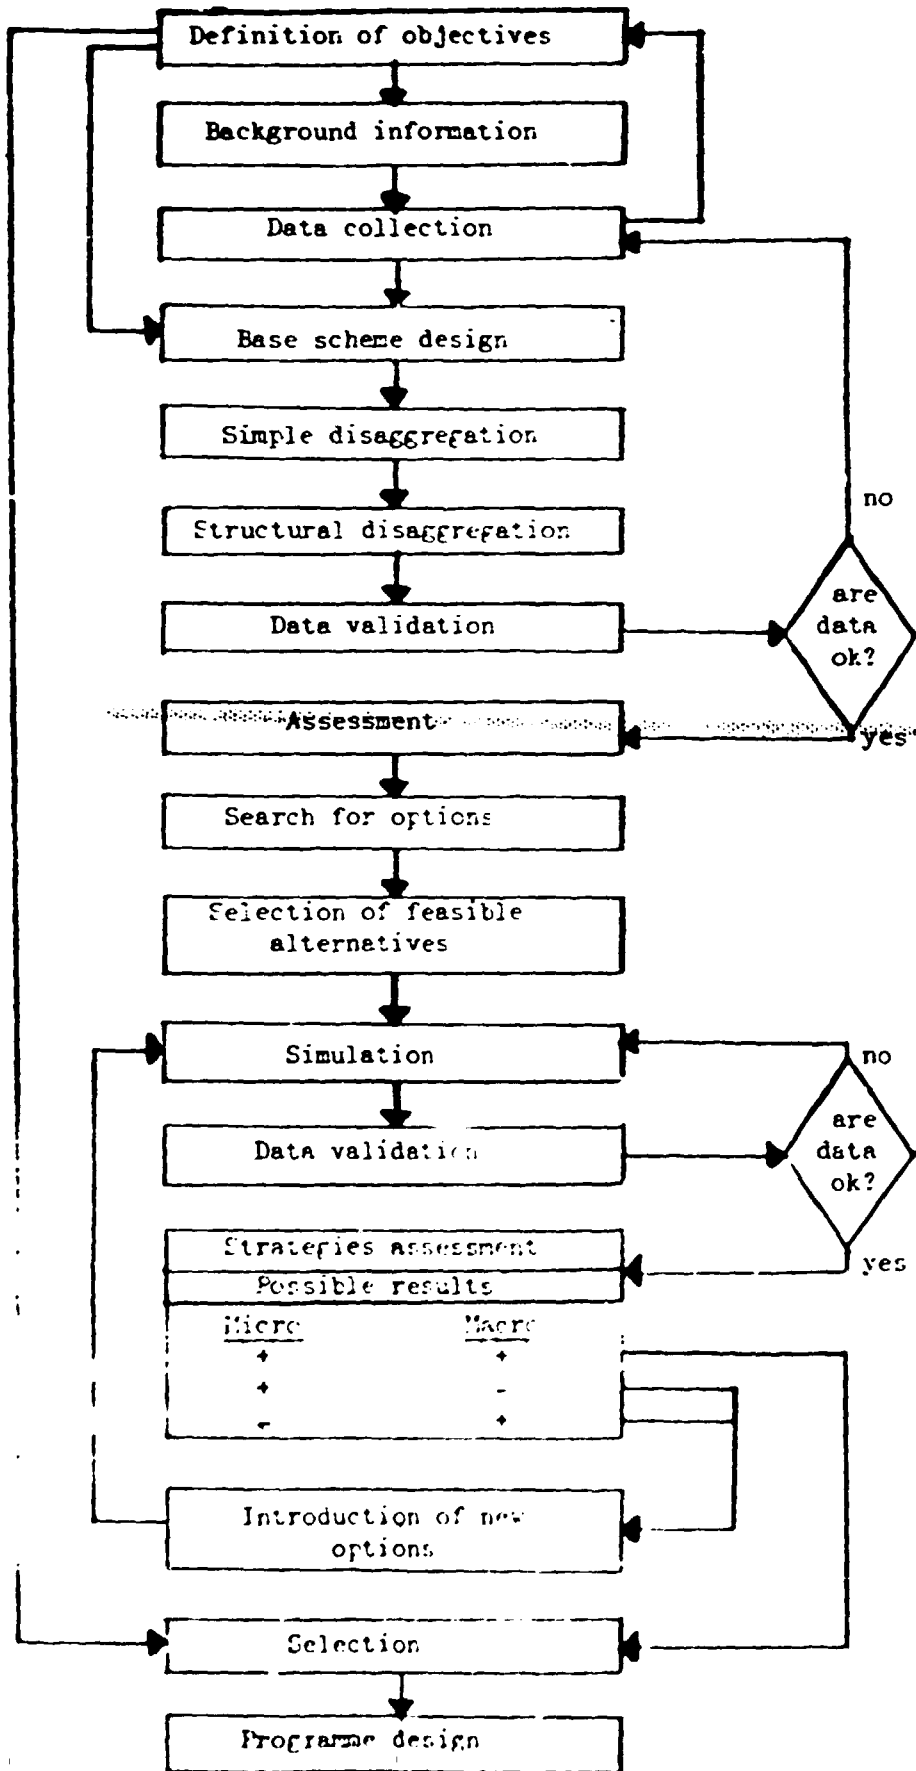 Definition of objectives
Background information
Data collection
Base scheme design
Simple disaggregation
Structural disaggregation
no
are
data
ok?
Data validation
Assessment
yes
Search for options
Selection of feasible
alternatives
Simulation
no
are
data
ok?
Data validation
Strategies assessment
yes
Possible results
Micro Macro
+ +
+ -
- +
Introduction of new
options
Selection
Programme design